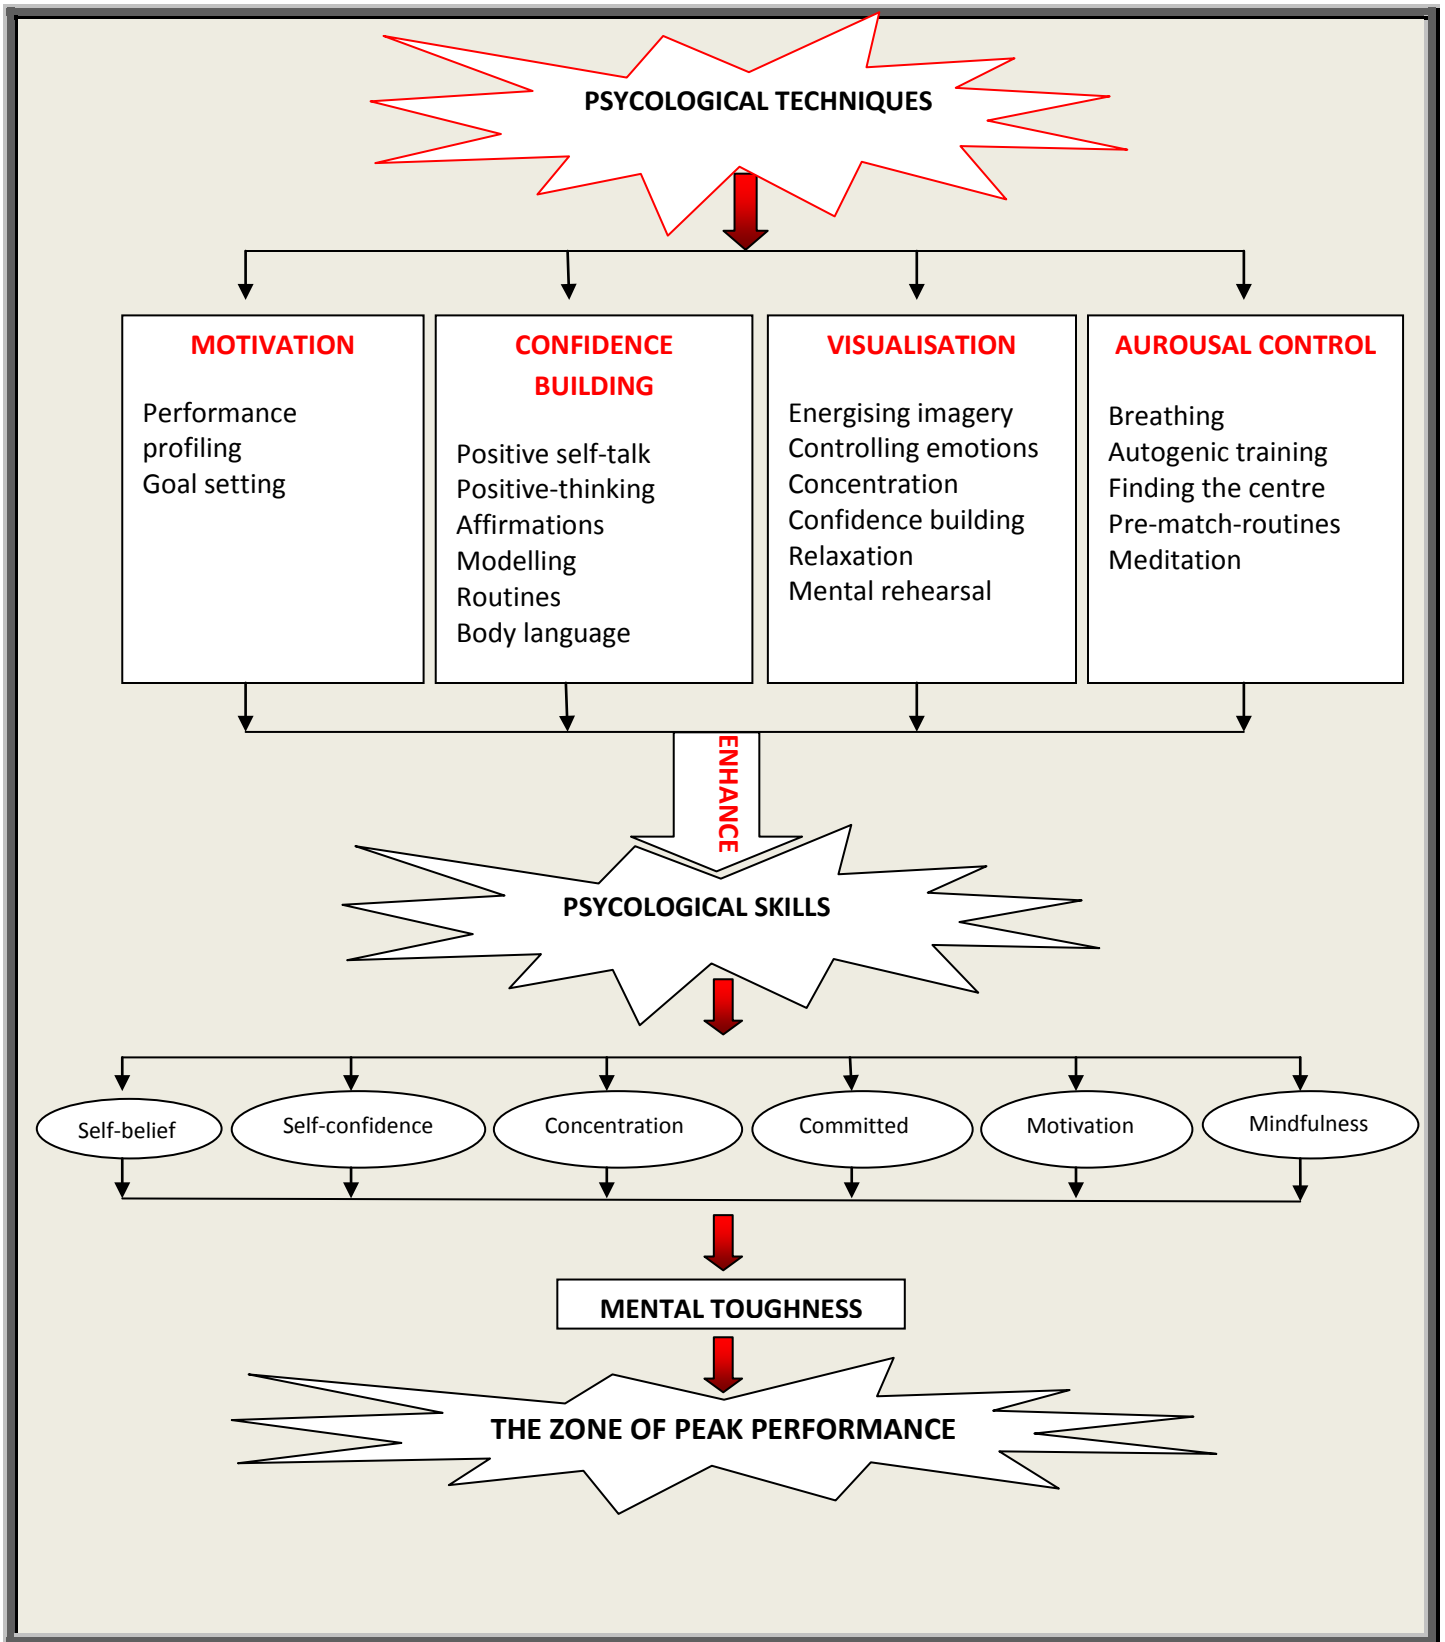 PSYCOLOGICAL TECHNIQUES
MOTIVATION
Performance
profiling
Goal setting
CONFIDENCE
BUILDING
Positive self-talk
Positive-thinking
Affirmations
Modelling
Routines
Body language
VISUALISATION
Energising imagery
Controlling emotions
Concentration
Confidence building
Relaxation
Mental rehearsal
AUROUSAL CONTROL
Breathing
Autogenic training
Finding the centre
Pre-match-routines
Meditation
ENHANCE
PSYCOLOGICAL SKILLS
Self-belief
Self-confidence
Concentration
Committed
Motivation
Mindfulness
MENTAL TOUGHNESS
THE ZONE OF PEAK PERFORMANCE